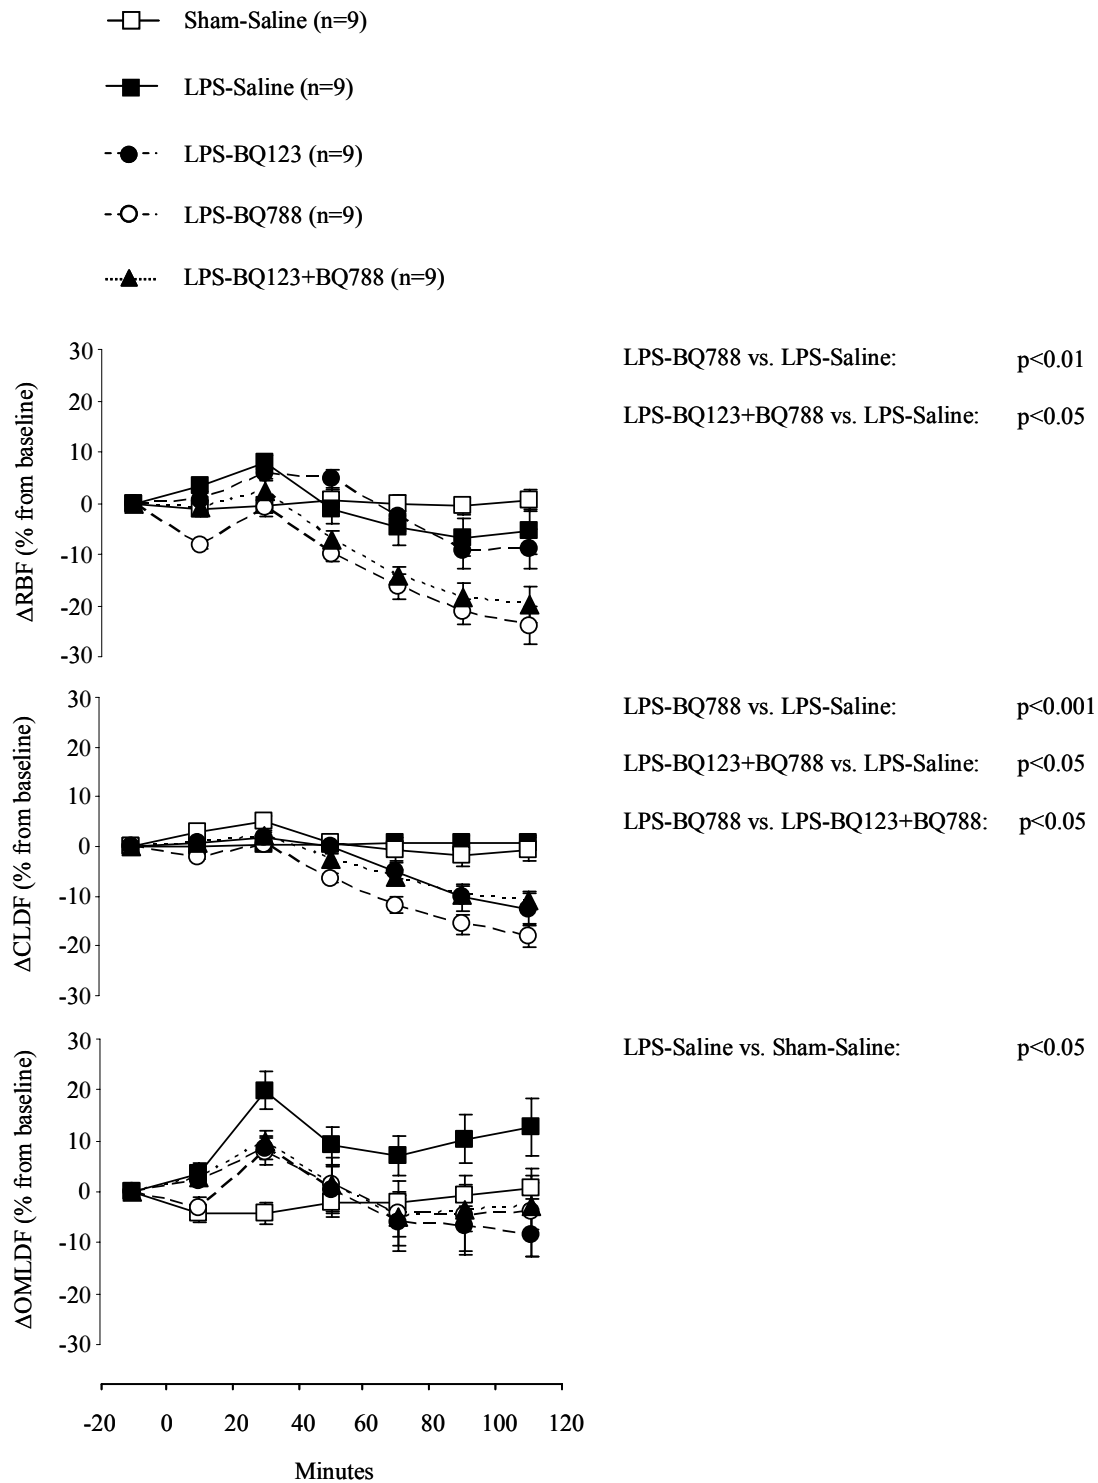 Sham-Saline (n=9)
LPS-Saline (n=9)
LPS-BQ123 (n=9)
LPS-BQ788 (n=9)
LPS-BQ123+BQ788 (n=9)
ΔRBF (% from baseline)
30
20
10
0
-10
-20
-30
LPS-BQ788 vs. LPS-Saline: p<0.01
LPS-BQ123+BQ788 vs. LPS-Saline: p<0.05
ΔCLDF (% from baseline)
30
20
10
0
-10
-20
-30
LPS-BQ788 vs. LPS-Saline: p<0.001
LPS-BQ123+BQ788 vs. LPS-Saline: p<0.05
LPS-BQ788 vs. LPS-BQ123+BQ788: p<0.05
ΔOMLDF (% from baseline)
30
20
10
0
-10
-20
-30
LPS-Saline vs. Sham-Saline: p<0.05
-20 0 20 40 60 80 100 120
Minutes